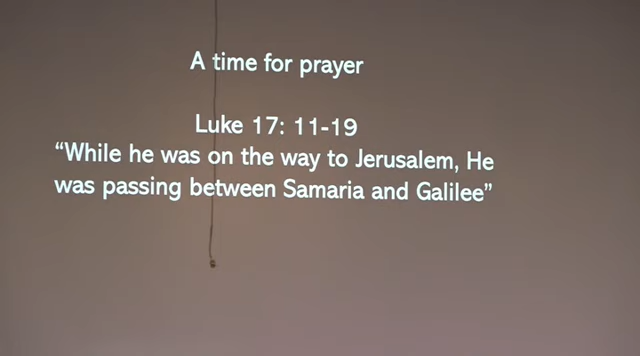 A time for prayer
Luke 17: 11-19
“While he was on the way to Jerusalem, He
was passing between Samaria and Galilee”